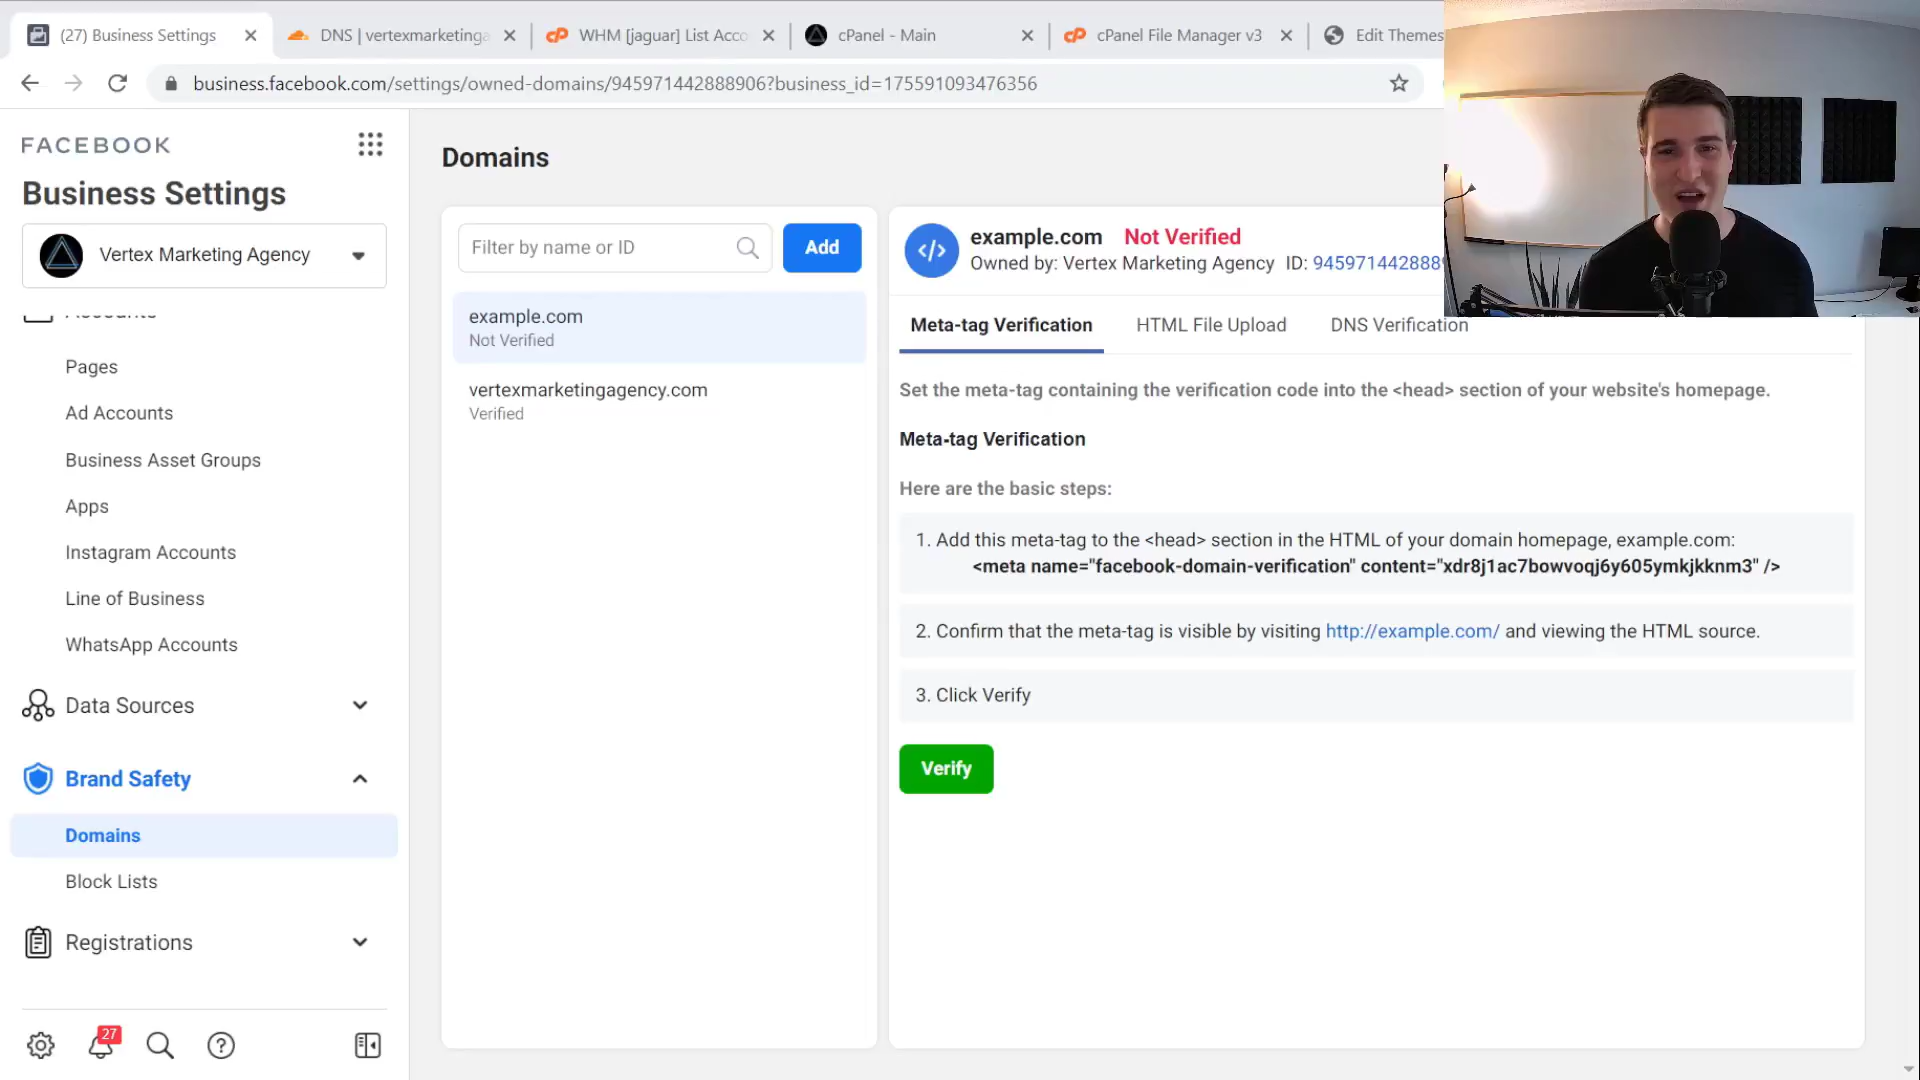 (27) Business Settings
DNS | vertexmarketinga
WHM [jaguar] List Acco
cPanel - Main
cPanel File Manager v3
Edit Themes
business.facebook.com/settings/owned-domains/945971442888906?business_id=175591093476356
FACEBOOK
Business Settings
Vertex Marketing Agency
Pages
Ad Accounts
Business Asset Groups
Apps
Instagram Accounts
Line of Business
WhatsApp Accounts
Data Sources
Brand Safety
Domains
Block Lists
Registrations
27
Domains
Filter by name or ID
Add
example.com
Not Verified
vertexmarketingagency.com
Verified
example.com Not Verified
Owned by: Vertex Marketing Agency ID: 945971442888
Meta-tag Verification
HTML File Upload
DNS Verification
Set the meta-tag containing the verification code into the <head> section of your website's homepage.
Meta-tag Verification
Here are the basic steps:
1. Add this meta-tag to the <head> section in the HTML of your domain homepage, example.com:
<meta name="facebook-domain-verification" content="xdr8j1ac7bowvoqj6y605ymkjkknm3" />
2. Confirm that the meta-tag is visible by visiting http://example.com/ and viewing the HTML source.
3. Click Verify
Verify